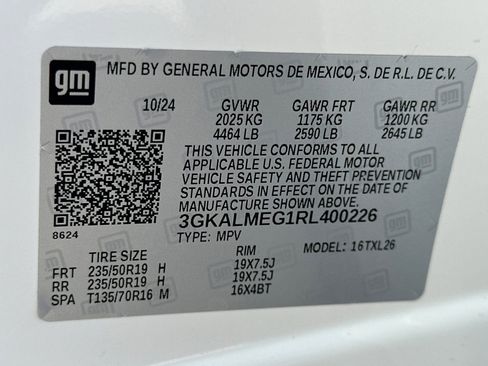 gm MFD BY GENERAL MOTORS DE MEXICO, S. DE R.L. DE C.V.
10/24 GVWR GAWR FRT GAWR RR
2025 KG 1175 KG 1200 KG
4464 LB 2590 LB 2645 LB
THIS VEHICLE CONFORMS TO ALL
APPLICABLE U.S. FEDERAL MOTOR
VEHICLE SAFETY AND THEFT PREVENTION
STANDARDS IN EFFECT ON THE DATE OF
MANUFACTURE SHOWN ABOVE.
3GKALMEG1RL400226
8624 TYPE: MPV MODEL: 16TXL26
TIRE SIZE RIM
FRT 235/50R19 H 19X7.5J
RR 235/50R19 H 19X7.5J
SPA T135/70R16 M 16X4BT